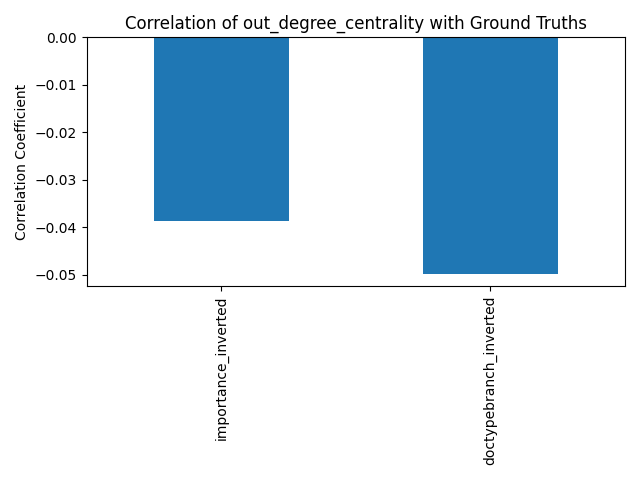 Correlation of out_degree_centrality with Ground Truths
Correlation Coefficient
0.00
−0.01
−0.02
−0.03
−0.04
−0.05
importance_inverted
doctypebranch_inverted